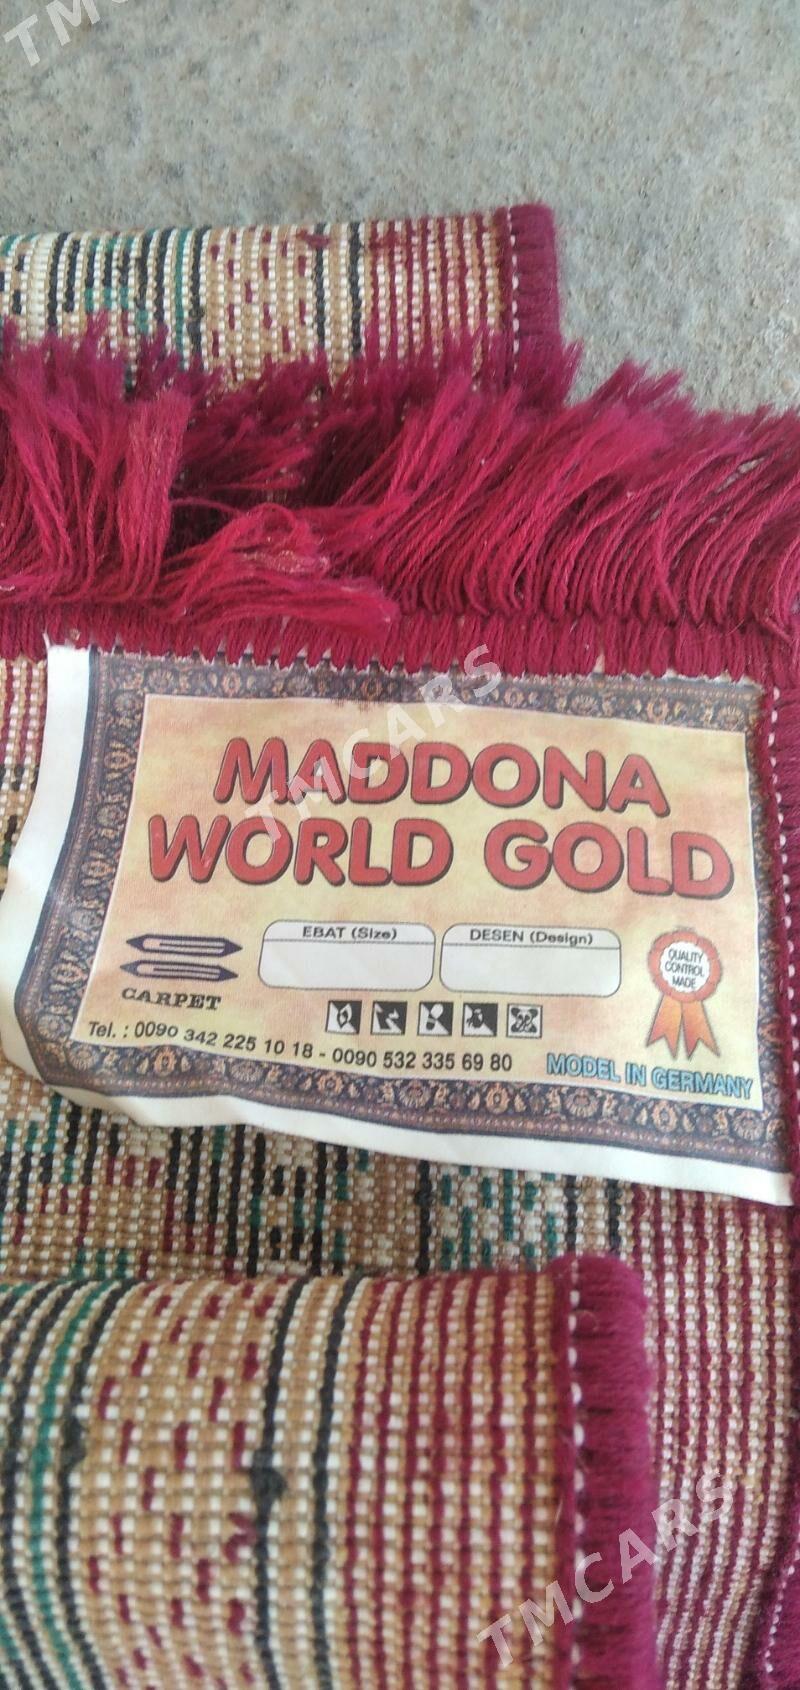 TMCARS
MADDONA
WORLD GOLD
EBAT (Size)
DESEN (Design)
CARPET
QUALITY
CONTROL
MADE
Tel. : 0090 342 225 10 18 - 0090 532 335 69 80
MODEL IN GERMANY
TMCARS
TMCARS